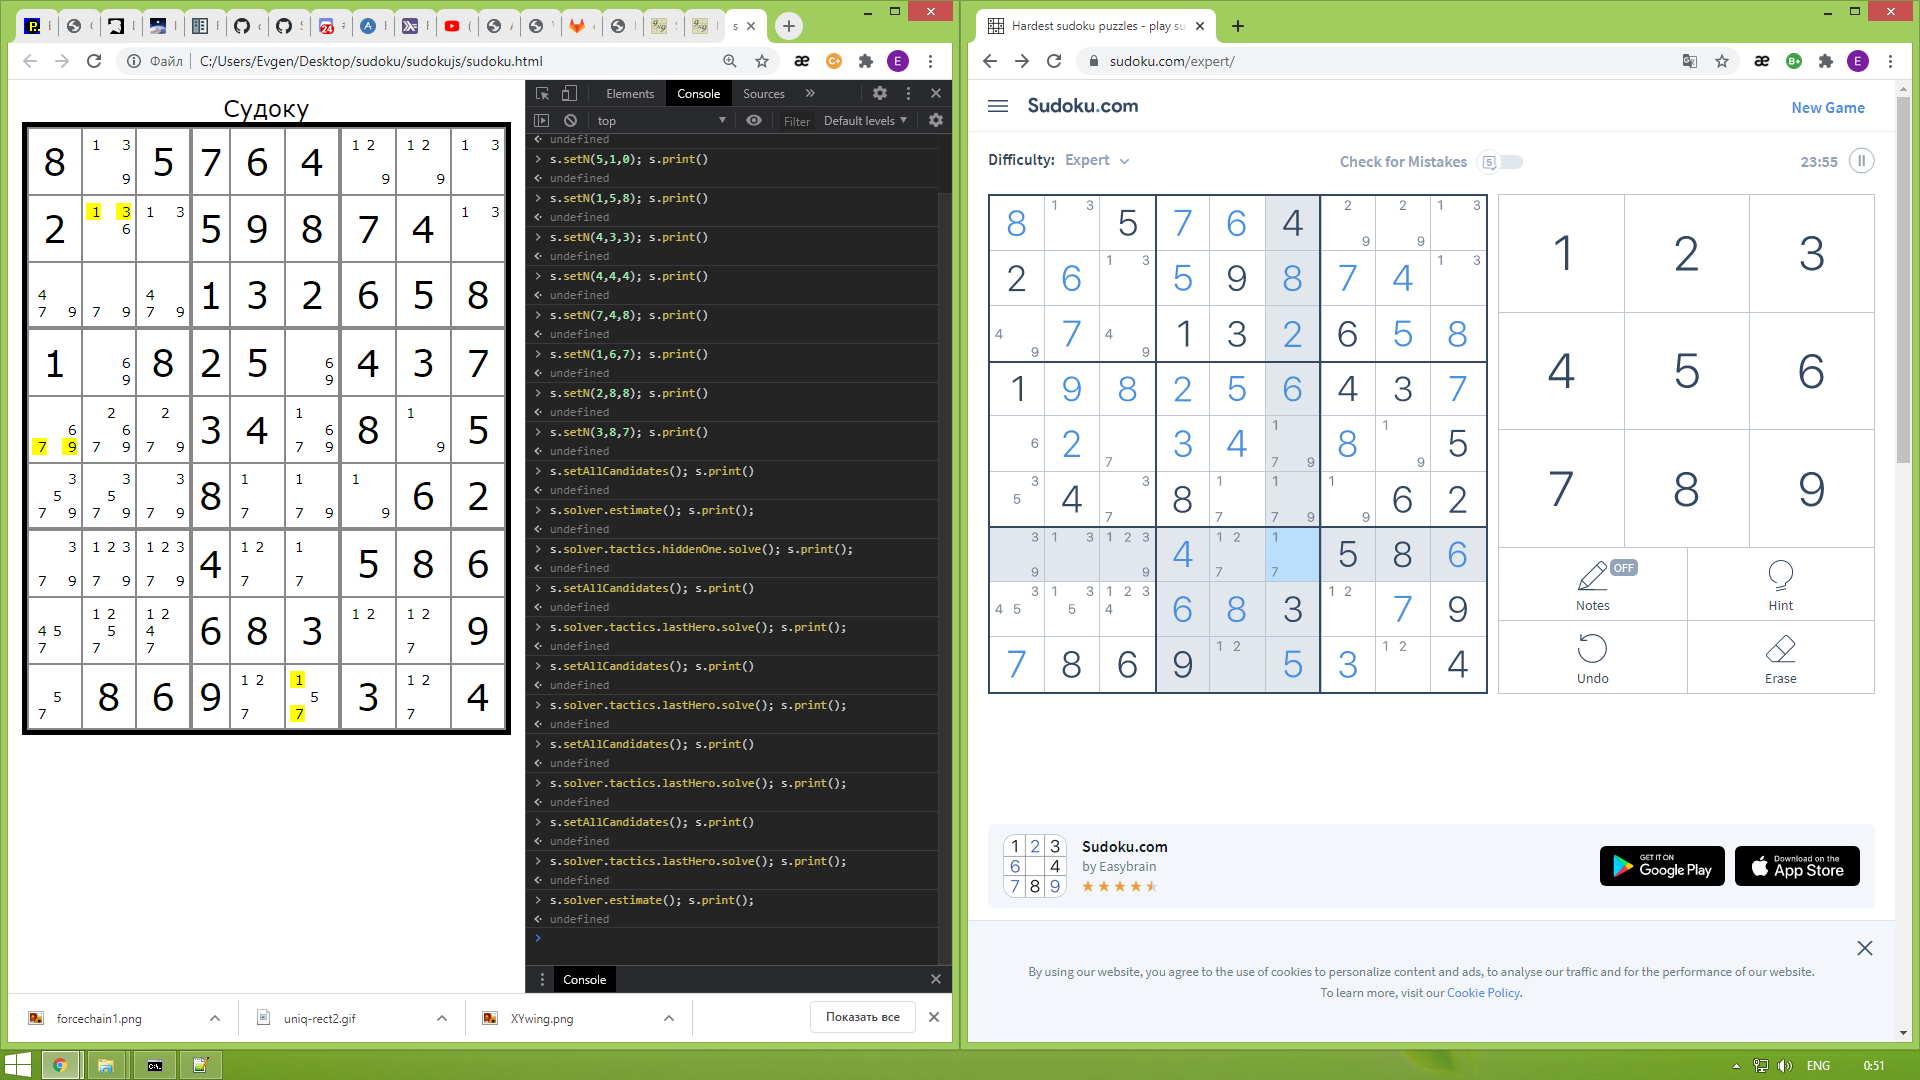 Файл
C:/Users/Evgen/Desktop/sudoku/sudokujs/sudoku.html
E
Судоку
8 1 3 9 5 7 6 4 1 2 9 1 2 9 1 3
2 1 3 6 1 3 5 9 8 7 4 1 3
4 7 9 7 9 4 7 9 1 3 2 6 5 8
1 6 9 8 2 5 6 9 4 3 7
6 7 9 2 6 7 9 2 7 9 3 4 1 6 7 9 8 1 9 5
3 5 7 9 3 5 7 9 3 7 9 8 1 7 1 7 9 1 9 6 2
3 7 9 1 2 3 7 9 1 2 3 7 9 4 1 2 7 1 7 5 8 6
4 5 7 1 2 5 7 1 2 4 7 6 8 3 1 2 1 2 7 9
5 7 8 6 9 1 2 7 1 5 7 3 1 2 7 4
Elements Console Sources »
top Filter Default levels
undefined
s.setN(5,1,0); s.print()
undefined
s.setN(1,5,8); s.print()
undefined
s.setN(4,3,3); s.print()
undefined
s.setN(4,4,4); s.print()
undefined
s.setN(7,4,8); s.print()
undefined
s.setN(1,6,7); s.print()
undefined
s.setN(2,8,8); s.print()
undefined
s.setN(3,8,7); s.print()
undefined
s.setAllCandidates(); s.print()
undefined
s.solver.estimate(); s.print();
undefined
s.solver.tactics.hiddenOne.solve(); s.print();
undefined
s.setAllCandidates(); s.print()
undefined
s.solver.tactics.lastHero.solve(); s.print();
undefined
s.setAllCandidates(); s.print()
undefined
s.solver.tactics.lastHero.solve(); s.print();
undefined
s.setAllCandidates(); s.print()
undefined
s.solver.tactics.lastHero.solve(); s.print();
undefined
s.setAllCandidates(); s.print()
undefined
s.solver.tactics.lastHero.solve(); s.print();
undefined
s.solver.estimate(); s.print();
undefined
Console
forcechain1.png
uniq-rect2.gif
XYwing.png
Показать все
Hardest sudoku puzzles - play su
sudoku.com/expert/
E
Sudoku.com
New Game
Difficulty: Expert
Check for Mistakes
23:55
8 1 3 5 7 6 4 2 9 2 9 1 3
2 6 1 3 5 9 8 7 4 1 3
4 9 7 4 9 1 3 2 6 5 8
1 9 8 2 5 6 4 3 7
6 2 7 3 4 1 7 9 8 1 9 5
3 5 4 3 7 8 1 7 1 7 9 1 9 6 2
3 9 1 3 1 2 3 9 4 1 2 7 1 7 5 8 6
3 4 5 1 3 5 1 2 3 4 6 8 3 1 2 7 9
7 8 6 9 1 2 5 3 1 2 4
1 2 3
4 5 6
7 8 9
OFF
Notes
Hint
Undo
Erase
1 2 3
6 4
7 8 9
Sudoku.com
by Easybrain
GET IT ON
Google Play
Download on the
App Store
By using our website, you agree to the use of cookies to personalize content and ads, to analyse our traffic and for the performance of our website.
To learn more, visit our Cookie Policy.
ENG
0:51